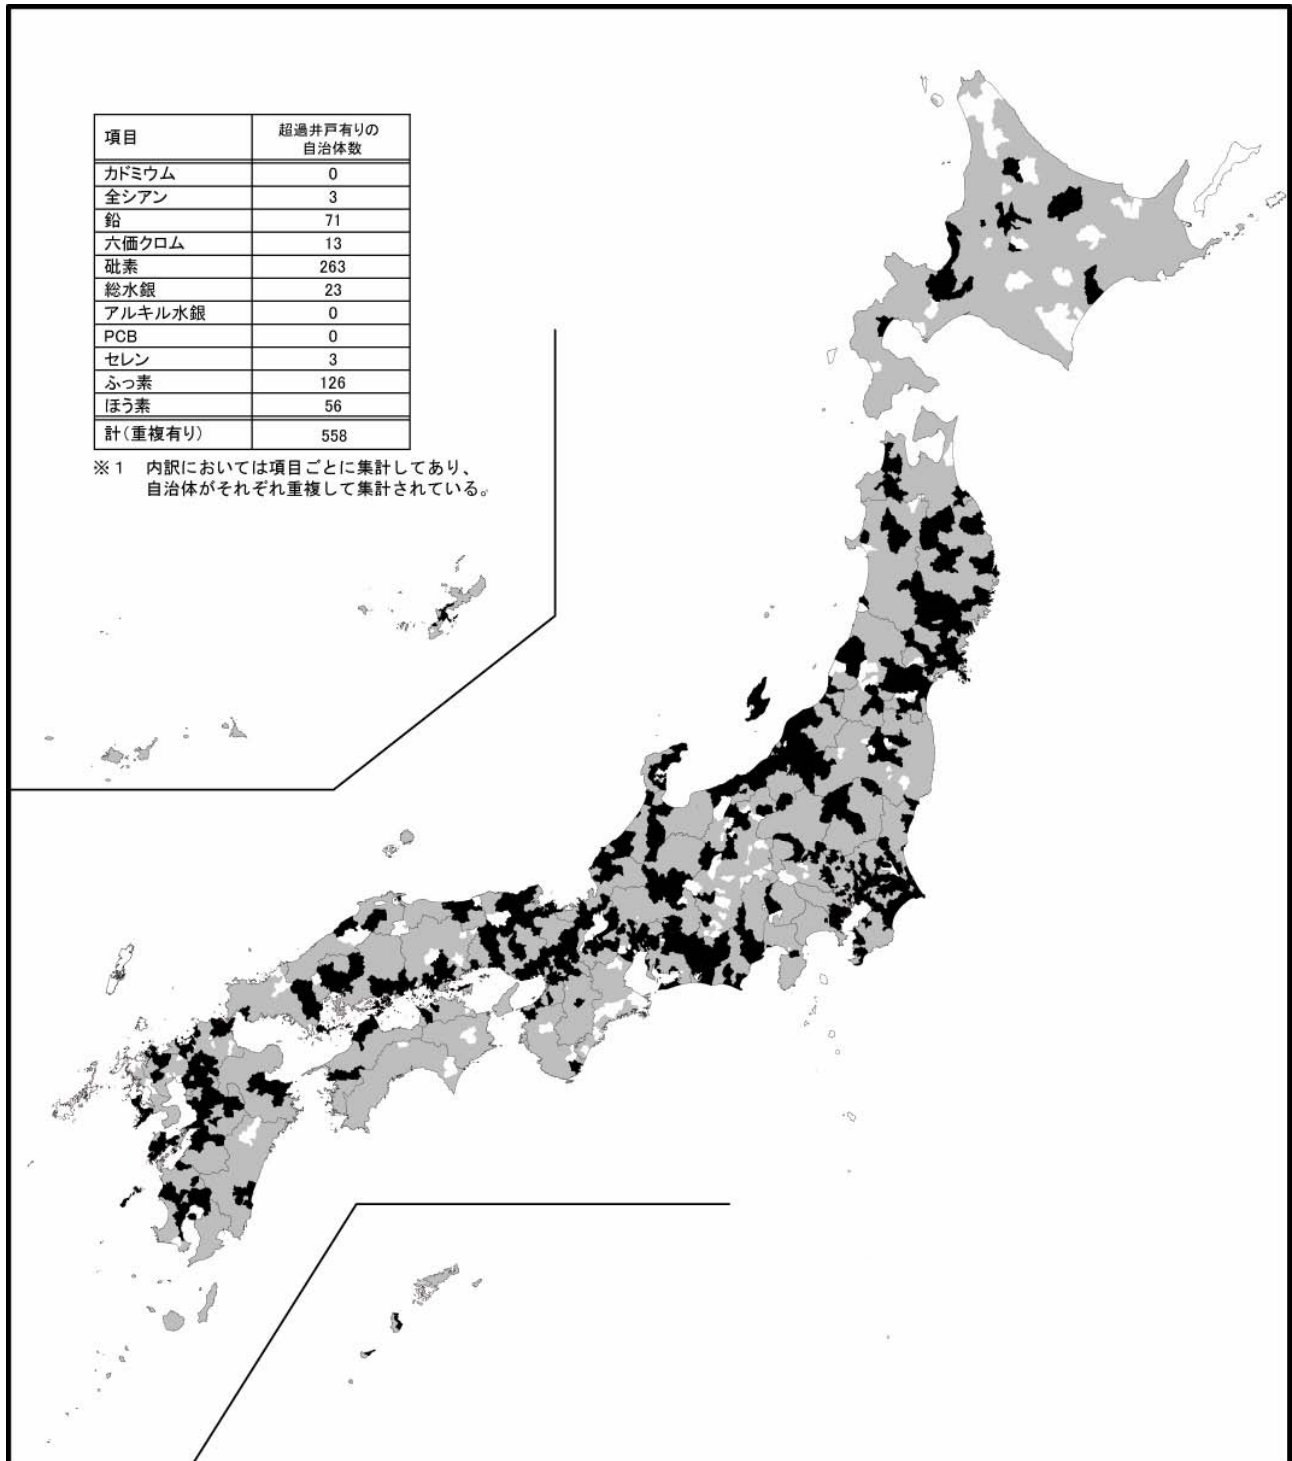 項目 超過井戸有りの
自治体数
カドミウム 0
全シアン 3
鉛 71
六価クロム 13
砒素 263
総水銀 23
アルキル水銀 0
PCB 0
セレン 3
ふっ素 126
ほう素 56
計(重複有り) 558
※1 内訳においては項目ごとに集計してあり、
自治体がそれぞれ重複して集計されている。